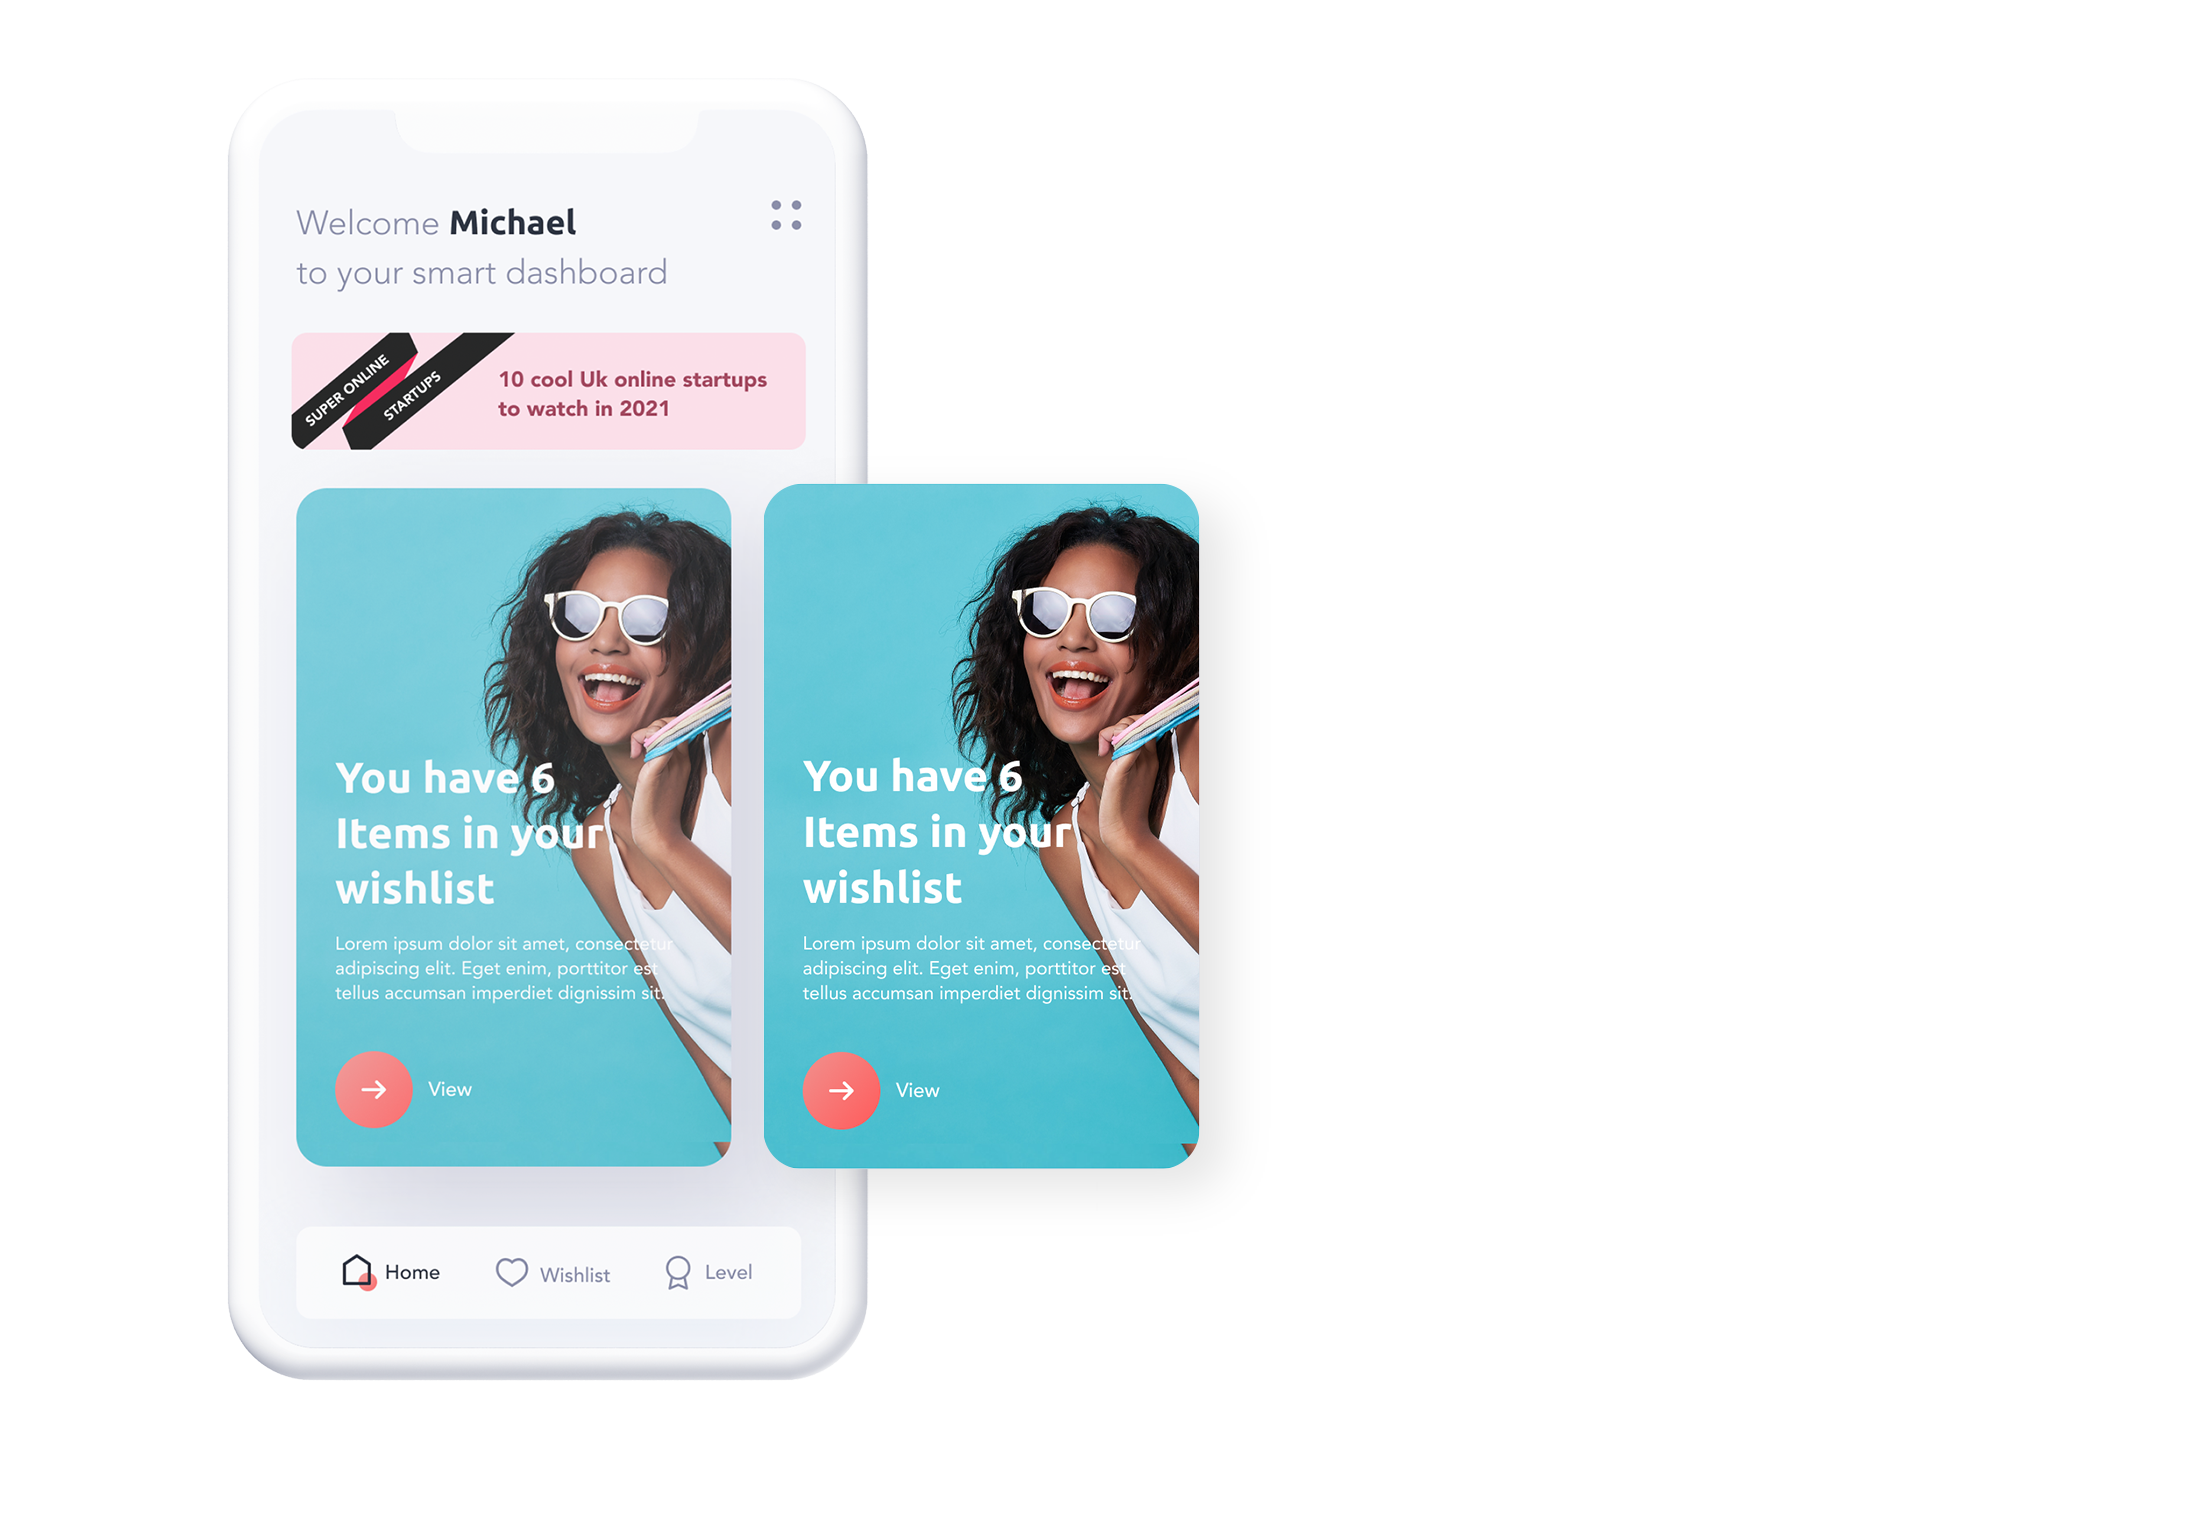 Welcome Michael
to your smart dashboard
SUPER ONLINE
STARTUPS
10 cool Uk online startups
to watch in 2021
You have 6
Items in your
wishlist
Lorem ipsum dolor sit amet, consectetur
adipiscing elit. Eget enim, porttitor est
tellus accumsan imperdiet dignissim sit.
View
You have 6
Items in your
wishlist
Lorem ipsum dolor sit amet, consectetur
adipiscing elit. Eget enim, porttitor est
tellus accumsan imperdiet dignissim sit.
View
Home
Wishlist
Level